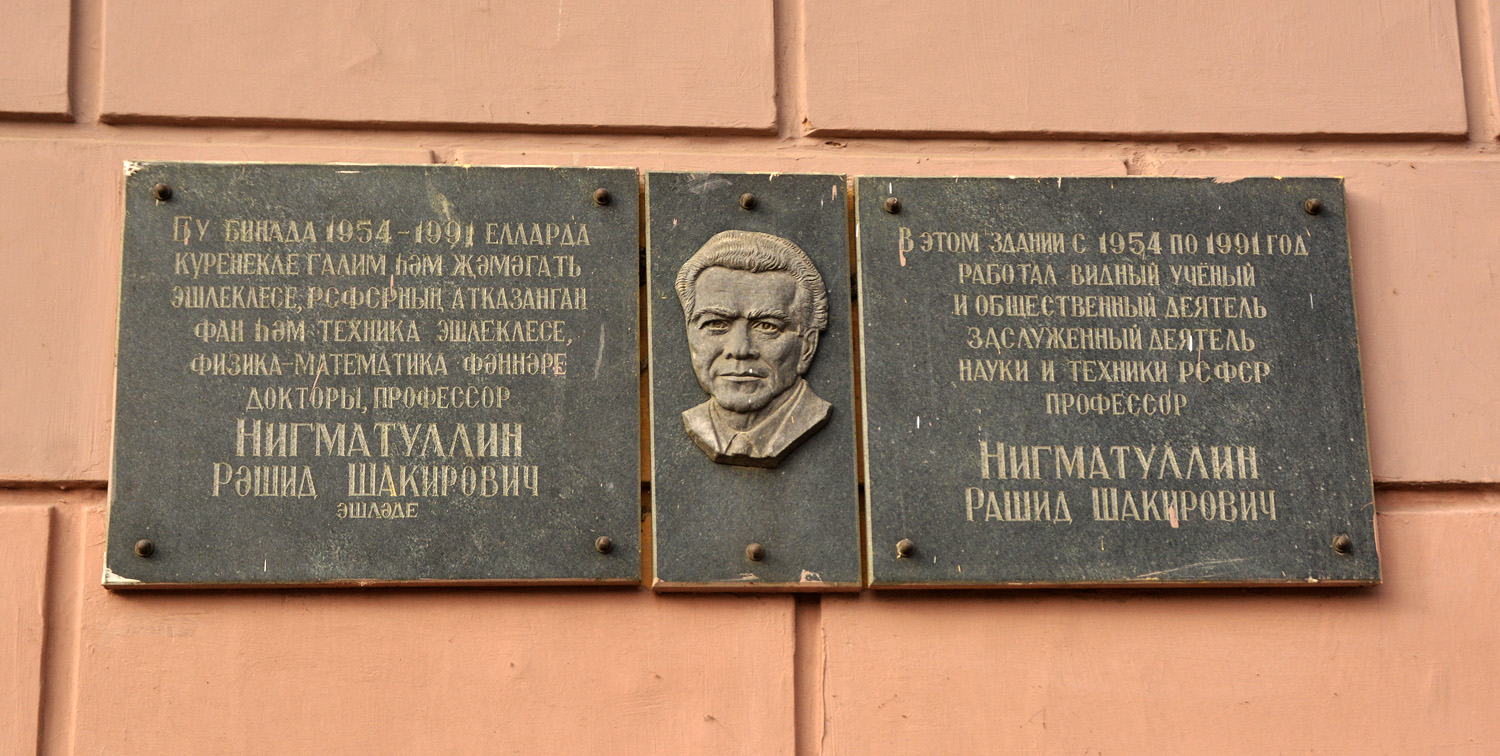 БУ БИНАДА 1954-1991 ЕЛЛАРДА
КУРЕНЕКЛЕ ГАЛИМ ҺӘМ ҖӘМӘГАТЬ
ЭШЛЕКЛЕСЕ, РСФСРНЫҢ АТКАЗАНГАН
ФАН ҺӘМ ТЕХНИКА ЭШЛЕКЛЕСЕ,
ФИЗИКА-МАТЕМАТИКА ФӘННӘРЕ
ДОКТОРЫ, ПРОФЕССОР
НИГМАТУЛЛИН
РӘШИД ШАКИРОВИЧ
ЭШЛӘДЕ
В ЭТОМ ЗДАНИИ С 1954 ПО 1991 ГОД
РАБОТАЛ ВИДНЫЙ УЧЁНЫЙ
И ОБЩЕСТВЕННЫЙ ДЕЯТЕЛЬ
ЗАСЛУЖЕННЫЙ ДЕЯТЕЛЬ
НАУКИ И ТЕХНИКИ РСФСР
ПРОФЕССОР
НИГМАТУЛЛИН
РАШИД ШАКИРОВИЧ